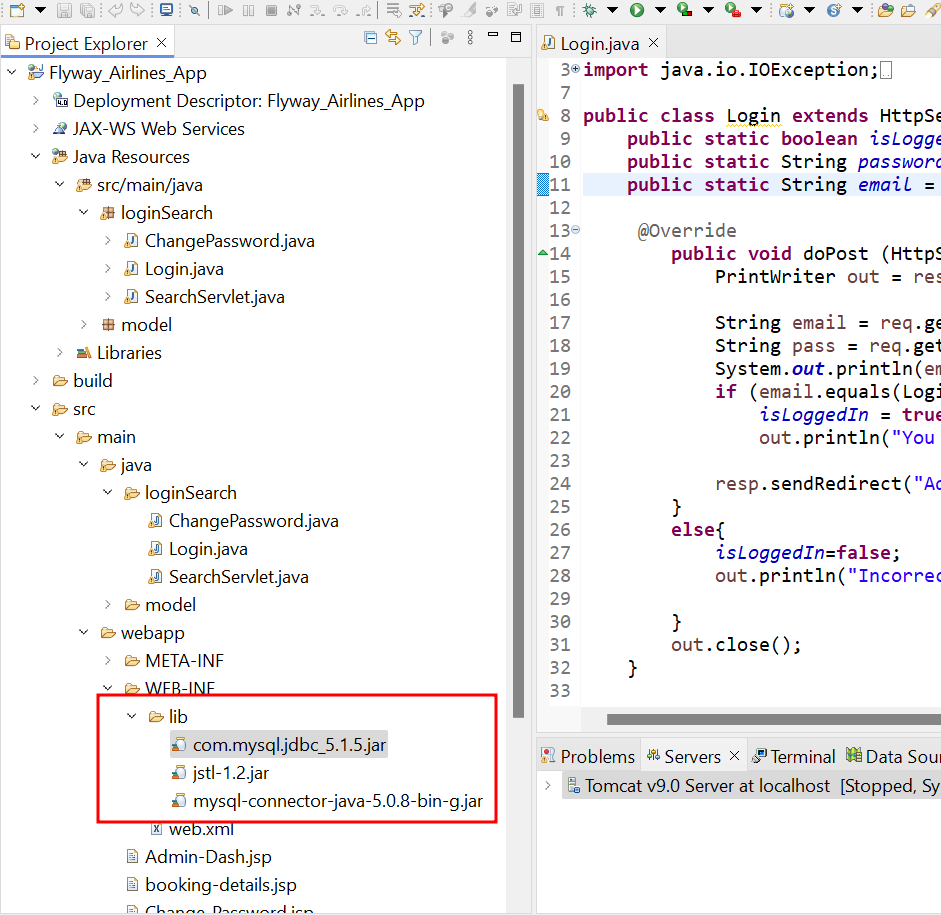 Project Explorer
Flyway_Airlines_App
Deployment Descriptor: Flyway_Airlines_App
JAX-WS Web Services
Java Resources
src/main/java
loginSearch
ChangePassword.java
Login.java
SearchServlet.java
model
Libraries
build
src
main
java
loginSearch
ChangePassword.java
Login.java
SearchServlet.java
model
webapp
META-INF
WEB-INF
lib
com.mysql.jdbc_5.1.5.jar
jstl-1.2.jar
mysql-connector-java-5.0.8-bin-g.jar
web.xml
Admin-Dash.jsp
booking-details.jsp
Change-Password.jsp
Login.java
3 import java.io.IOException;
7
8 public class Login extends HttpSe
9 public static boolean isLogge
10 public static String password
11 public static String email =
12
13 @Override
14 public void doPost (HttpS
15 PrintWriter out = res
16
17 String email = req.ge
18 String pass = req.get
19 System.out.println(em
20 if (email.equals(Logi
21 isLoggedIn = true
22 out.println("You
23
24 resp.sendRedirect("Ad
25 }
26 else{
27 isLoggedIn=false;
28 out.println("Incorrec
29
30 }
31 out.close();
32 }
33
Problems Servers Terminal Data Sour
Tomcat v9.0 Server at localhost [Stopped, Sy